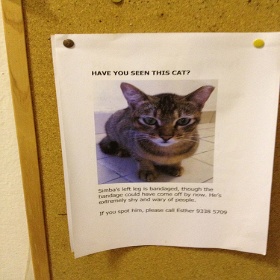 HAVE YOU SEEN THIS CAT?
Simba's left leg is bandaged, though the
bandage could have come off by now. He's
extremely shy and wary of people.
If you spot him, please call Esther 9338 5709